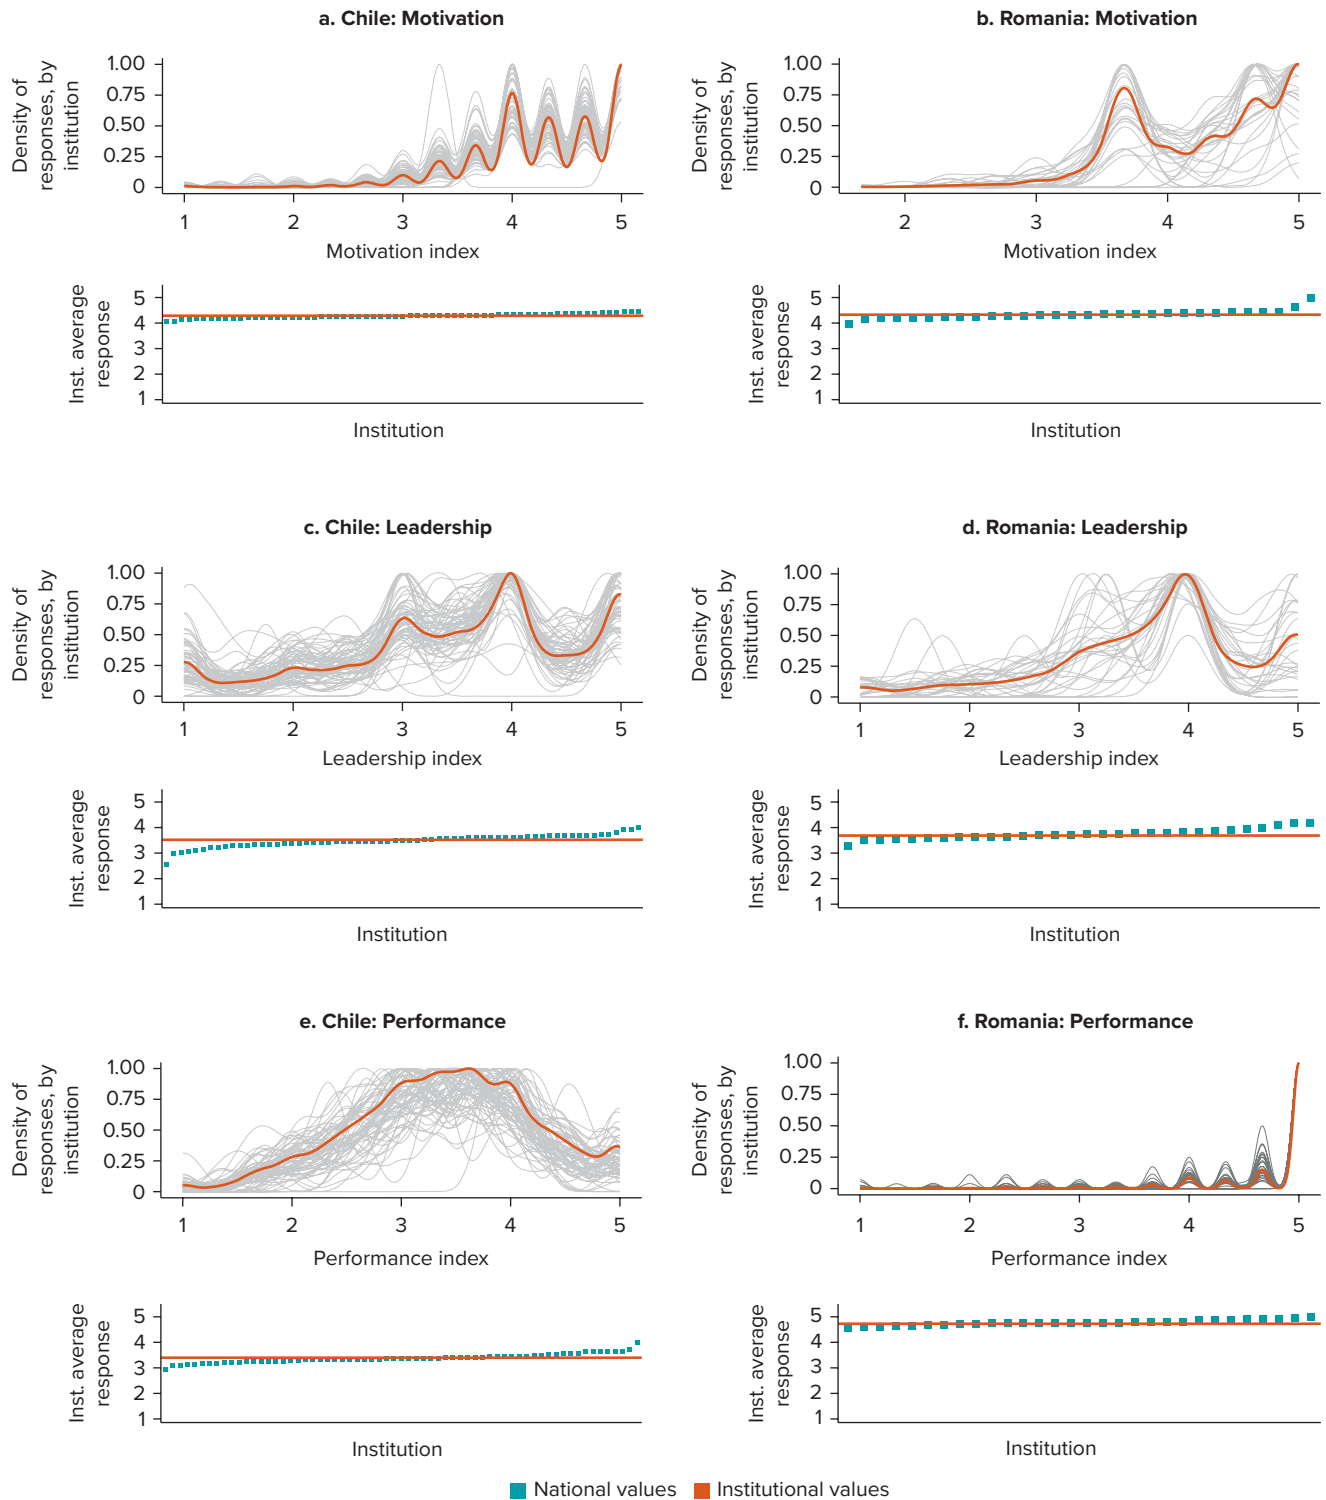 a. Chile: Motivation
Density of
responses, by
institution
1.00
0.75
0.50
0.25
0
1 2 3 4 5
Motivation index
Inst. average
response
5
4
3
2
1
Institution
b. Romania: Motivation
Density of
responses, by
institution
1.00
0.75
0.50
0.25
0
2 3 4 5
Motivation index
Inst. average
response
5
4
3
2
1
Institution
c. Chile: Leadership
Density of
responses, by
institution
1.00
0.75
0.50
0.25
0
1 2 3 4 5
Leadership index
Inst. average
response
5
4
3
2
1
Institution
d. Romania: Leadership
Density of
responses, by
institution
1.00
0.75
0.50
0.25
0
1 2 3 4 5
Leadership index
Inst. average
response
5
4
3
2
1
Institution
e. Chile: Performance
Density of
responses, by
institution
1.00
0.75
0.50
0.25
0
1 2 3 4 5
Performance index
Inst. average
response
5
4
3
2
1
Institution
f. Romania: Performance
Density of
responses, by
institution
1.00
0.75
0.50
0.25
0
1 2 3 4 5
Performance index
Inst. average
response
5
4
3
2
1
Institution
National values Institutional values